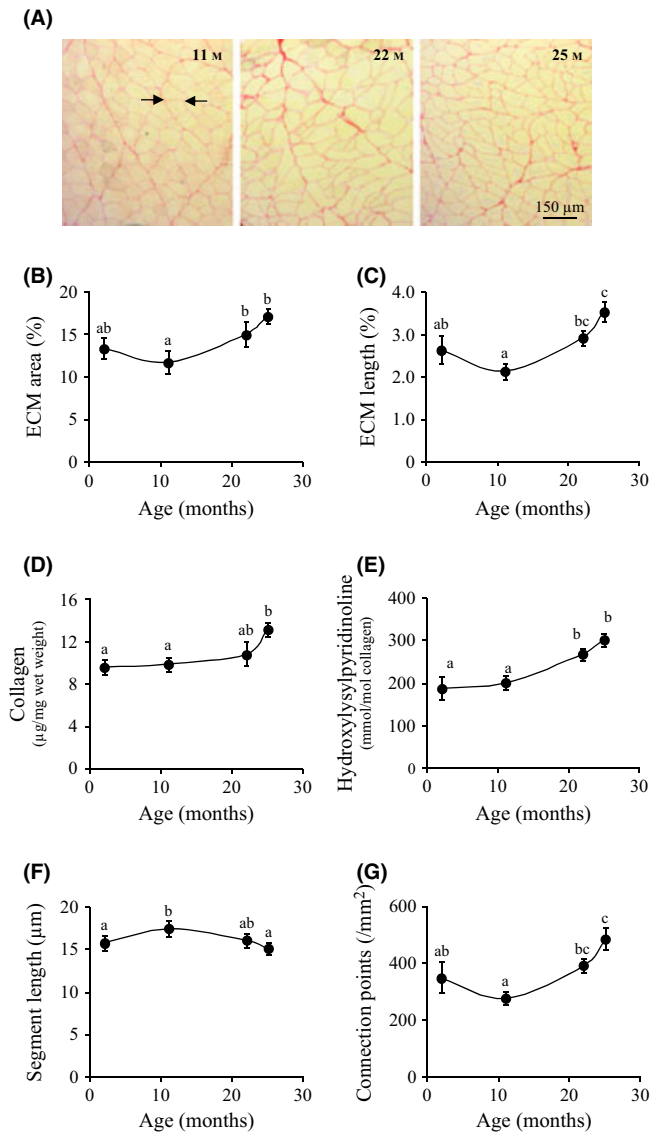 (A)
11 M
22 M
25 M
150 µm
(B)
ECM area (%)
20
15
10
5
0
ab
a
b
b
0 10 20 30
Age (months)
(C)
ECM length (%)
4.0
3.0
2.0
1.0
0
ab
a
bc
c
0 10 20 30
Age (months)
(D)
Collagen
(µg/mg wet weight)
16
12
8
4
0
a
a
ab
b
0 10 20 30
Age (months)
(E)
Hydroxylysylpyridinoline
(mmol/mol collagen)
400
300
200
100
0
a
a
b
b
0 10 20 30
Age (months)
(F)
Segment length (µm)
20
15
10
5
0
a
b
ab
a
0 10 20 30
Age (months)
(G)
Connection points (/mm²)
600
400
200
0
ab
a
bc
c
0 10 20 30
Age (months)